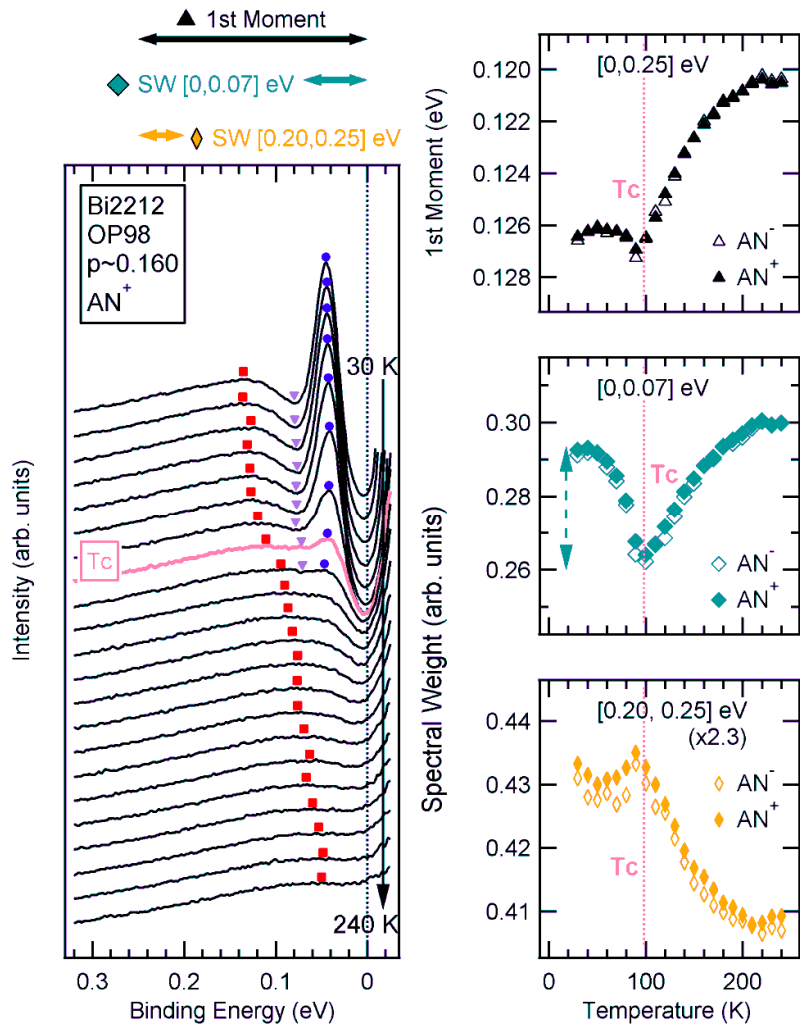 ▲ 1st Moment
SW [0,0.07] eV
SW [0.20,0.25] eV
Bi2212
OP98
p~0.160
AN⁺
30 K
Tc
240 K
Intensity (arb. units)
0.3
0.2
0.1
0
Binding Energy (eV)
[0,0.25] eV
0.120
0.122
0.124
0.126
0.128
1st Moment (eV)
Tc
AN⁻
AN⁺
[0,0.07] eV
0.30
0.28
0.26
Tc
AN⁻
AN⁺
Spectral Weight (arb. units)
[0.20, 0.25] eV
(x2.3)
0.44
0.43
0.42
0.41
AN⁻
AN⁺
Tc
0
100
200
Temperature (K)